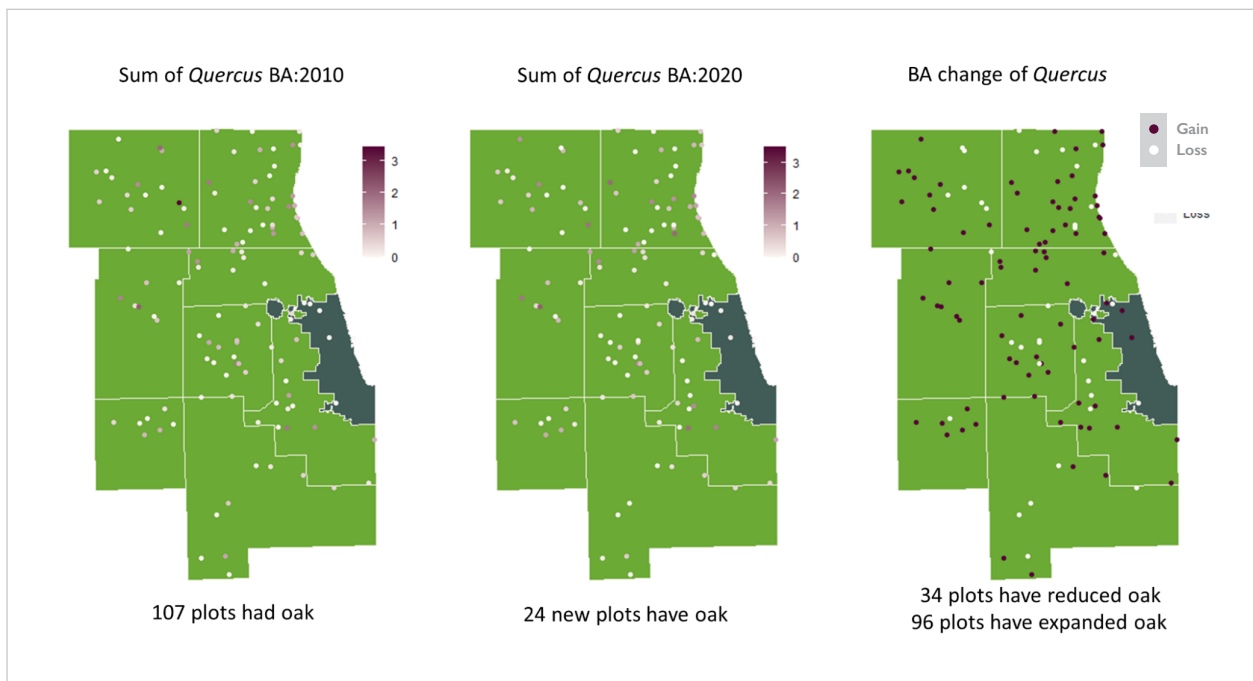 Sum of Quercus BA:2010
3
2
1
0
107 plots had oak
Sum of Quercus BA:2020
3
2
1
0
24 new plots have oak
BA change of Quercus
Gain
Loss
Loss
34 plots have reduced oak
96 plots have expanded oak